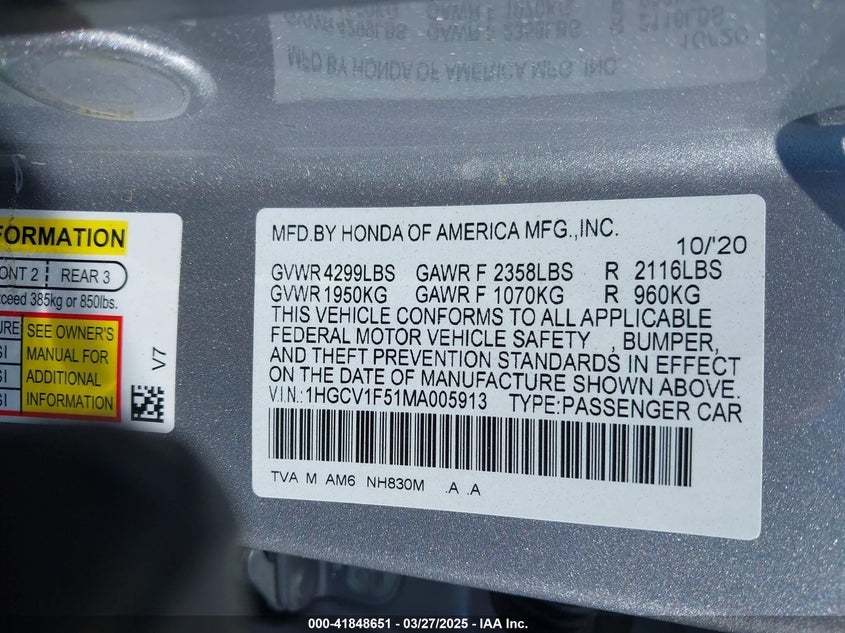 MFD.BY HONDA OF AMERICA MFG.,INC.
10/'20
GVWR 4299LBS GAWR F 2358LBS R 2116LBS
GVWR 1950KG GAWR F 1070KG R 960KG
THIS VEHICLE CONFORMS TO ALL APPLICABLE
FEDERAL MOTOR VEHICLE SAFETY , BUMPER,
AND THEFT PREVENTION STANDARDS IN EFFECT
ON THE DATE OF MANUFACTURE SHOWN ABOVE.
V.I.N.:1HGCV1F51MA005913 TYPE:PASSENGER CAR
TVA M AM6 NH830M .A .A
2 REAR 3
385kg or 850lbs.
SEE OWNER'S
MANUAL FOR
ADDITIONAL
INFORMATION
V7
000-41848651 - 03/27/2025 - IAA Inc.